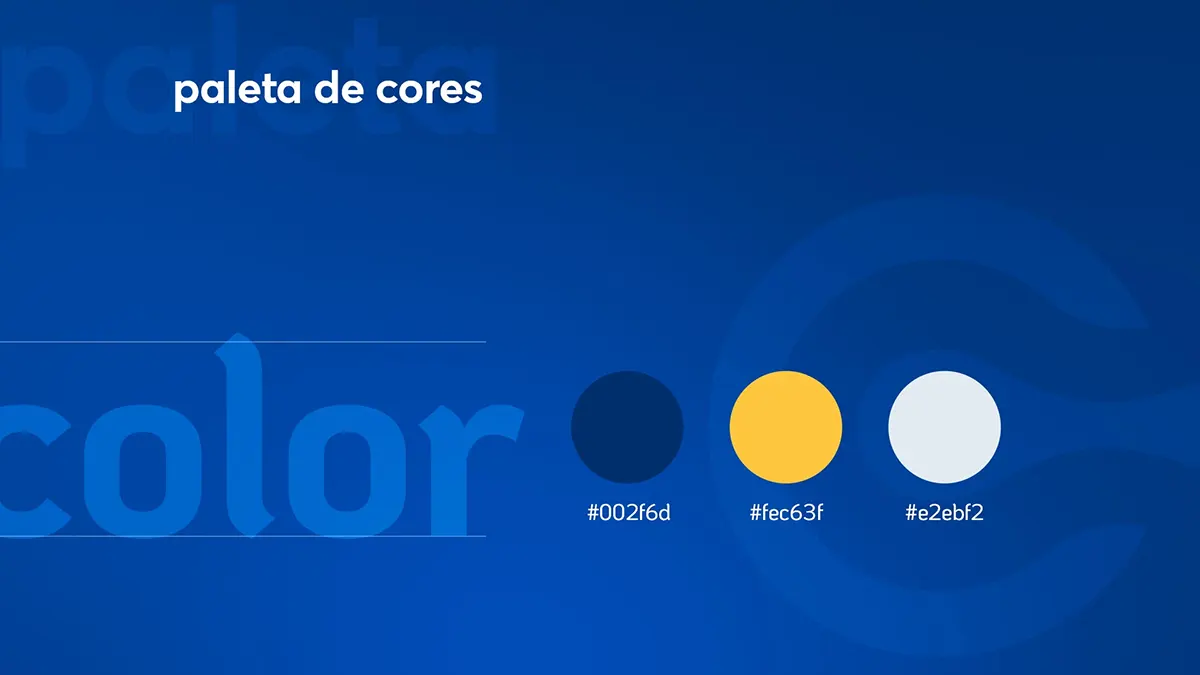 paleta
paleta de cores
color
#002f6d
#fec63f
#e2ebf2